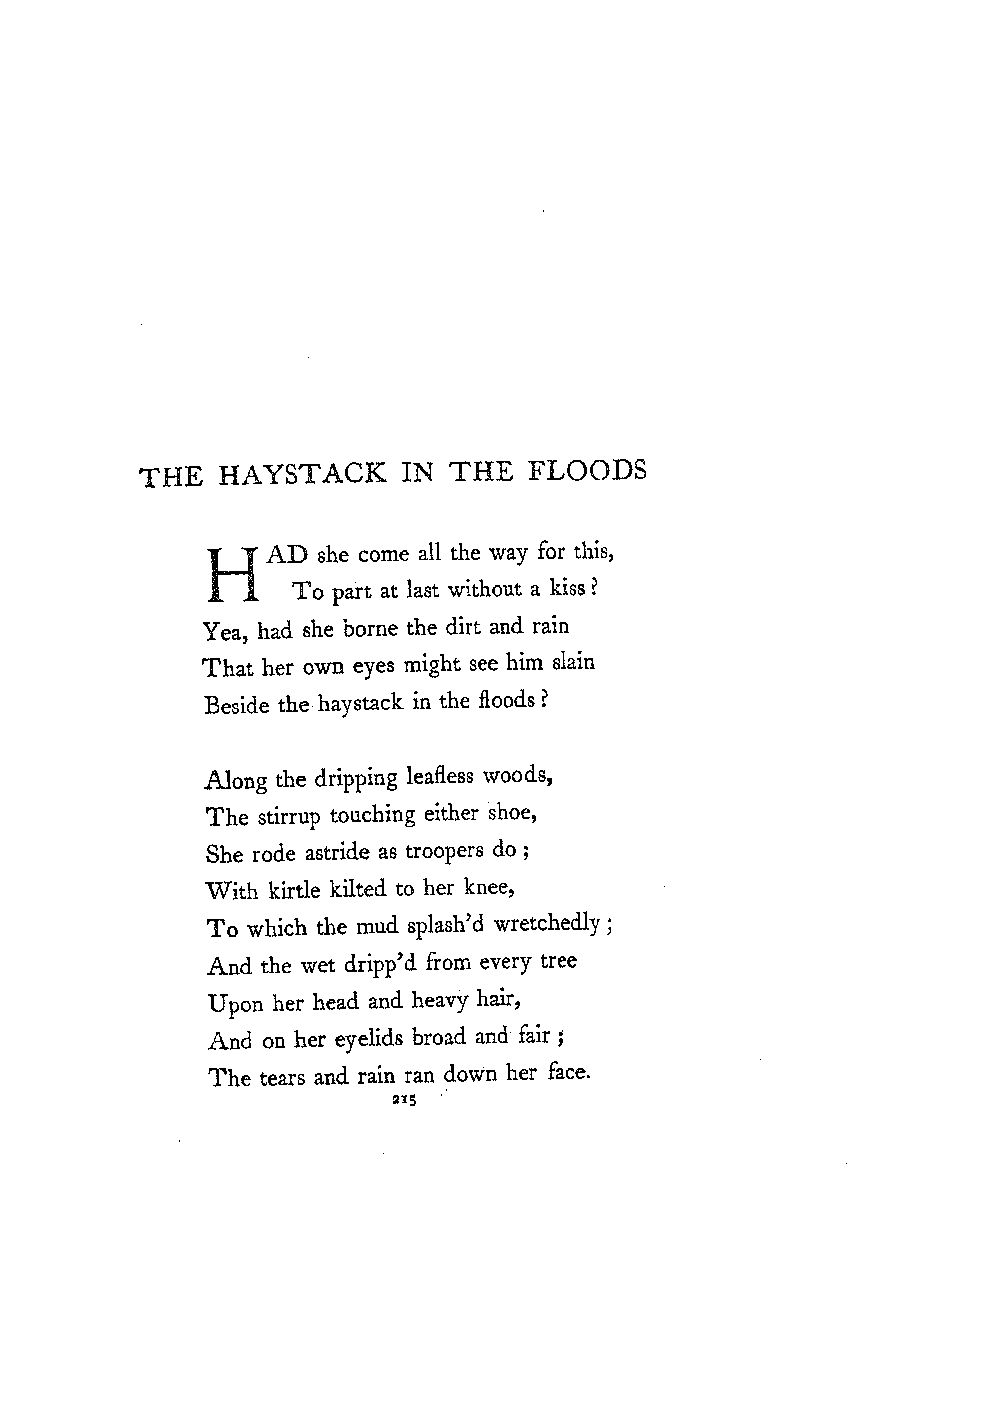 THE HAYSTACK IN THE FLOODS
HAD she come all the way for this,
To part at last without a kiss ?
Yea, had she borne the dirt and rain
That her own eyes might see him slain
Beside the haystack in the floods ?
Along the dripping leafless woods,
The stirrup touching either shoe,
She rode astride as troopers do ;
With kirtle kilted to her knee,
To which the mud splash'd wretchedly ;
And the wet dripp'd from every tree
Upon her head and heavy hair,
And on her eyelids broad and fair ;
The tears and rain ran down her face.
215